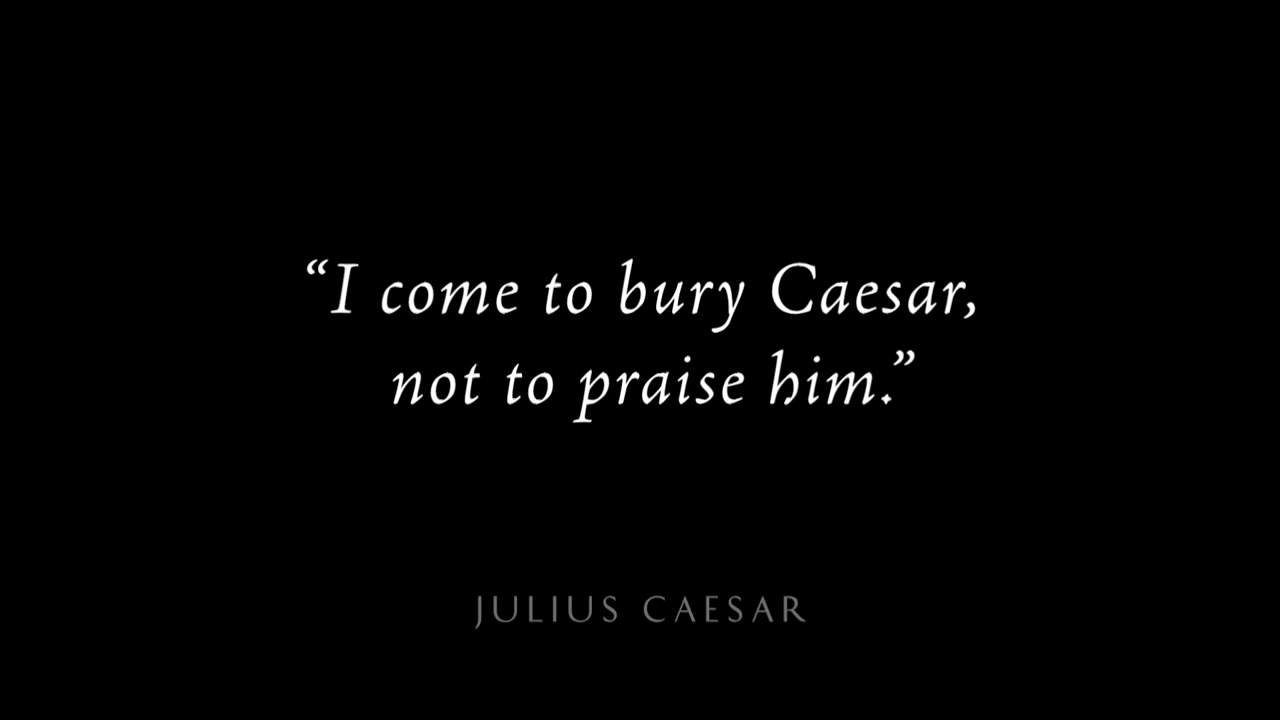 “I come to bury Caesar,
not to praise him.”
JULIUS CAESAR